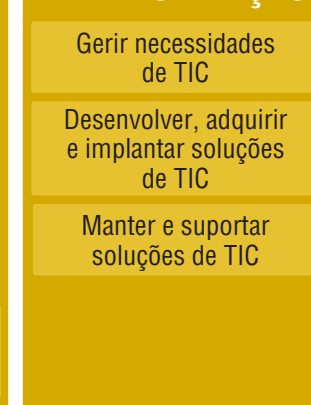 Gerir necessidades
de TIC
Desenvolver, adquirir
e implantar soluções
de TIC
Manter e suportar
soluções de TIC